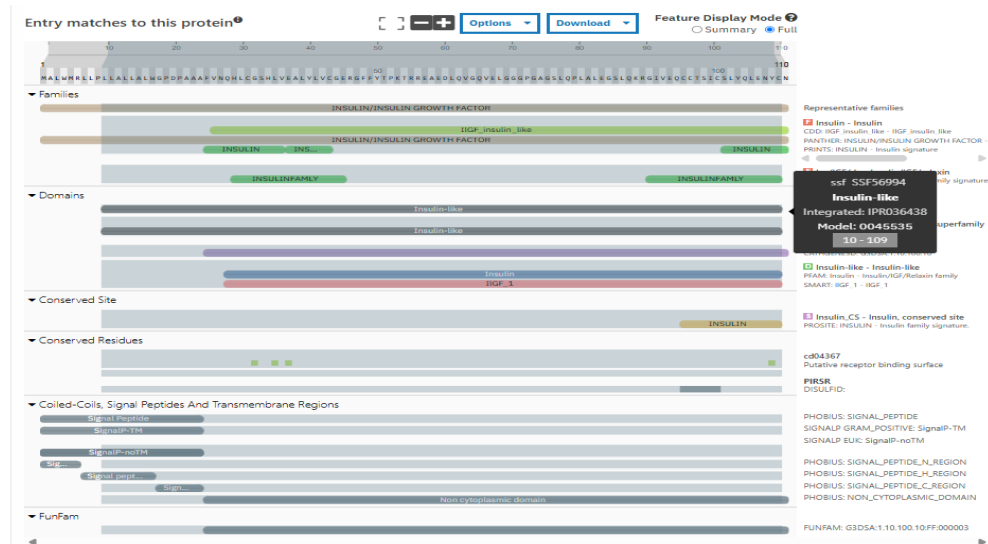 Entry matches to this protein
Options
Download
Feature Display Mode
Summary Full
10 20 30 40 50 60 70 80 90 100 110
1 50 100 110
Families
INSULIN/INSULIN GROWTH FACTOR
Representative families
IIGF_insulin_like
Insulin - Insulin
CDD: IIGF_insulin_like - IIGF_insulin_like
INSULIN/INSULIN GROWTH FACTOR
PANTHER: INSULIN/INSULIN GROWTH FACTOR -
INSULIN INS... INSULIN
PRINTS: INSULIN - Insulin signature
INSULINFAMLY INSULINFAMLY
mily signature
Domains
ssf SSF56994
Insulin-like
Integrated: IPR036438
Model: 0045535
10 - 109
Insulin-like
Insulin-like
superfamily
Insulin
Insulin-like - Insulin-like
PFAM: Insulin - Insulin/IGF/Relaxin family
IIGF_1
SMART: IIGF_1 - IIGF_1
Conserved Site
Insulin_CS - Insulin, conserved site
INSULIN
PROSITE: INSULIN - Insulin family signature.
Conserved Residues
cd04367
Putative receptor binding surface
PIRSR
DISULFID:
Coiled-Coils, Signal Peptides And Transmembrane Regions
Signal Peptide
PHOBIUS: SIGNAL_PEPTIDE
SignalP-TM
SIGNALP GRAM_POSITIVE: SignalP-TM
SIGNALP EUK: SignalP-noTM
SignalP-noTM
Sig...
PHOBIUS: SIGNAL_PEPTIDE_N_REGION
Signal pept...
PHOBIUS: SIGNAL_PEPTIDE_H_REGION
Sign...
PHOBIUS: SIGNAL_PEPTIDE_C_REGION
Non cytoplasmic domain
PHOBIUS: NON_CYTOPLASMIC_DOMAIN
FunFam
FUNFAM: G3DSA:1.10.100.10:FF:000003